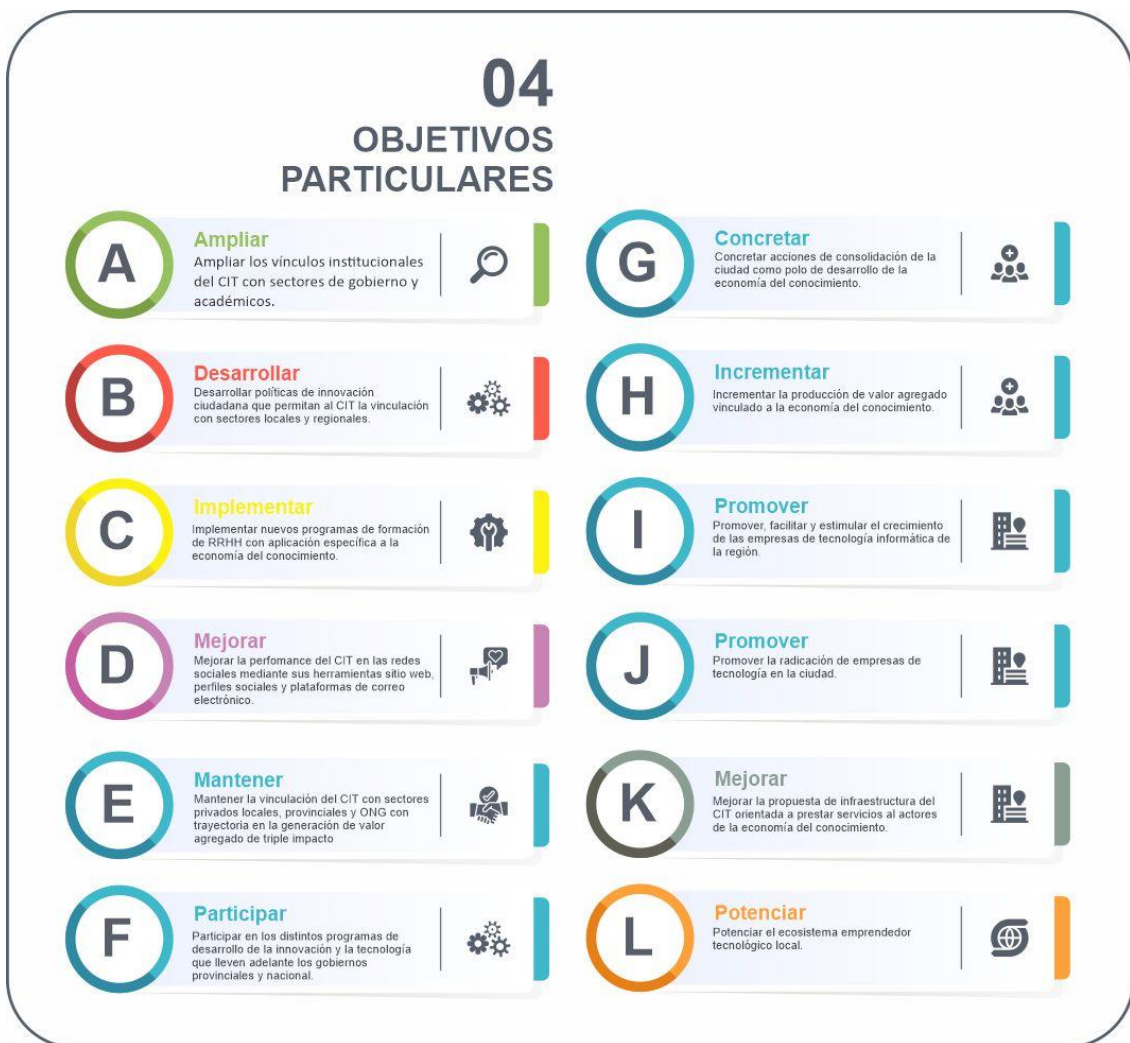 04
OBJETIVOS
PARTICULARES
A
Ampliar
Ampliar los vínculos institucionales
del CIT con sectores de gobierno y
académicos.
B
Desarrollar
Desarrollar políticas de innovación
ciudadana que permitan al CIT la vinculación
con sectores locales y regionales.
C
Implementar
Implementar nuevos programas de formación
de RRHH con aplicación específica a la
economía del conocimiento.
D
Mejorar
Mejorar la perfomance del CIT en las redes
sociales mediante sus herramientas sitio web,
perfiles sociales y plataformas de correo
electrónico.
E
Mantener
Mantener la vinculación del CIT con sectores
privados locales, provinciales y ONG con
trayectoria en la generación de valor
agregado de triple impacto
F
Participar
Participar en los distintos programas de
desarrollo de la innovación y la tecnología
que lleven adelante los gobiernos
provinciales y nacional.
G
Concretar
Concretar acciones de consolidación de la
ciudad como polo de desarrollo de la
economía del conocimiento.
H
Incrementar
Incrementar la producción de valor agregado
vinculado a la economía del conocimiento.
I
Promover
Promover, facilitar y estimular el crecimiento
de las empresas de tecnología informática de
la región.
J
Promover
Promover la radicación de empresas de
tecnología en la ciudad.
K
Mejorar
Mejorar la propuesta de infraestructura del
CIT orientada a prestar servicios al actores
de la economía del conocimiento.
L
Potenciar
Potenciar el ecosistema emprendedor
tecnológico local.